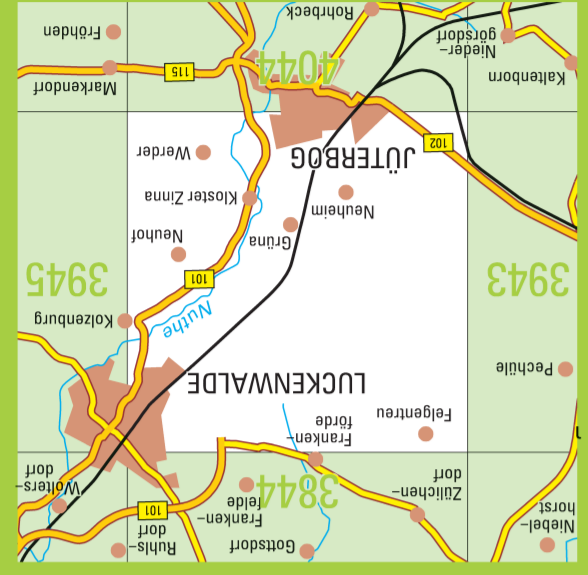 Gottsdorf
Ruhls-
dorf
Niebel-
horst
101
Franken-
felde
Zülichen-
dorf
3844
Wolters-
dorf
Franken-
förde
Felgentreu
LUCKENWALDE
Pechüle
Kolzenburg
Nuthe
3943
101
3945
Neuhof
Grüna
Neuheim
Kloster Zinna
JÜTERBOG
Werder
102
Kaltenborn
4044
115
Markendorf
Nieder-
görsdorf
Fröhden
Rohrbeck